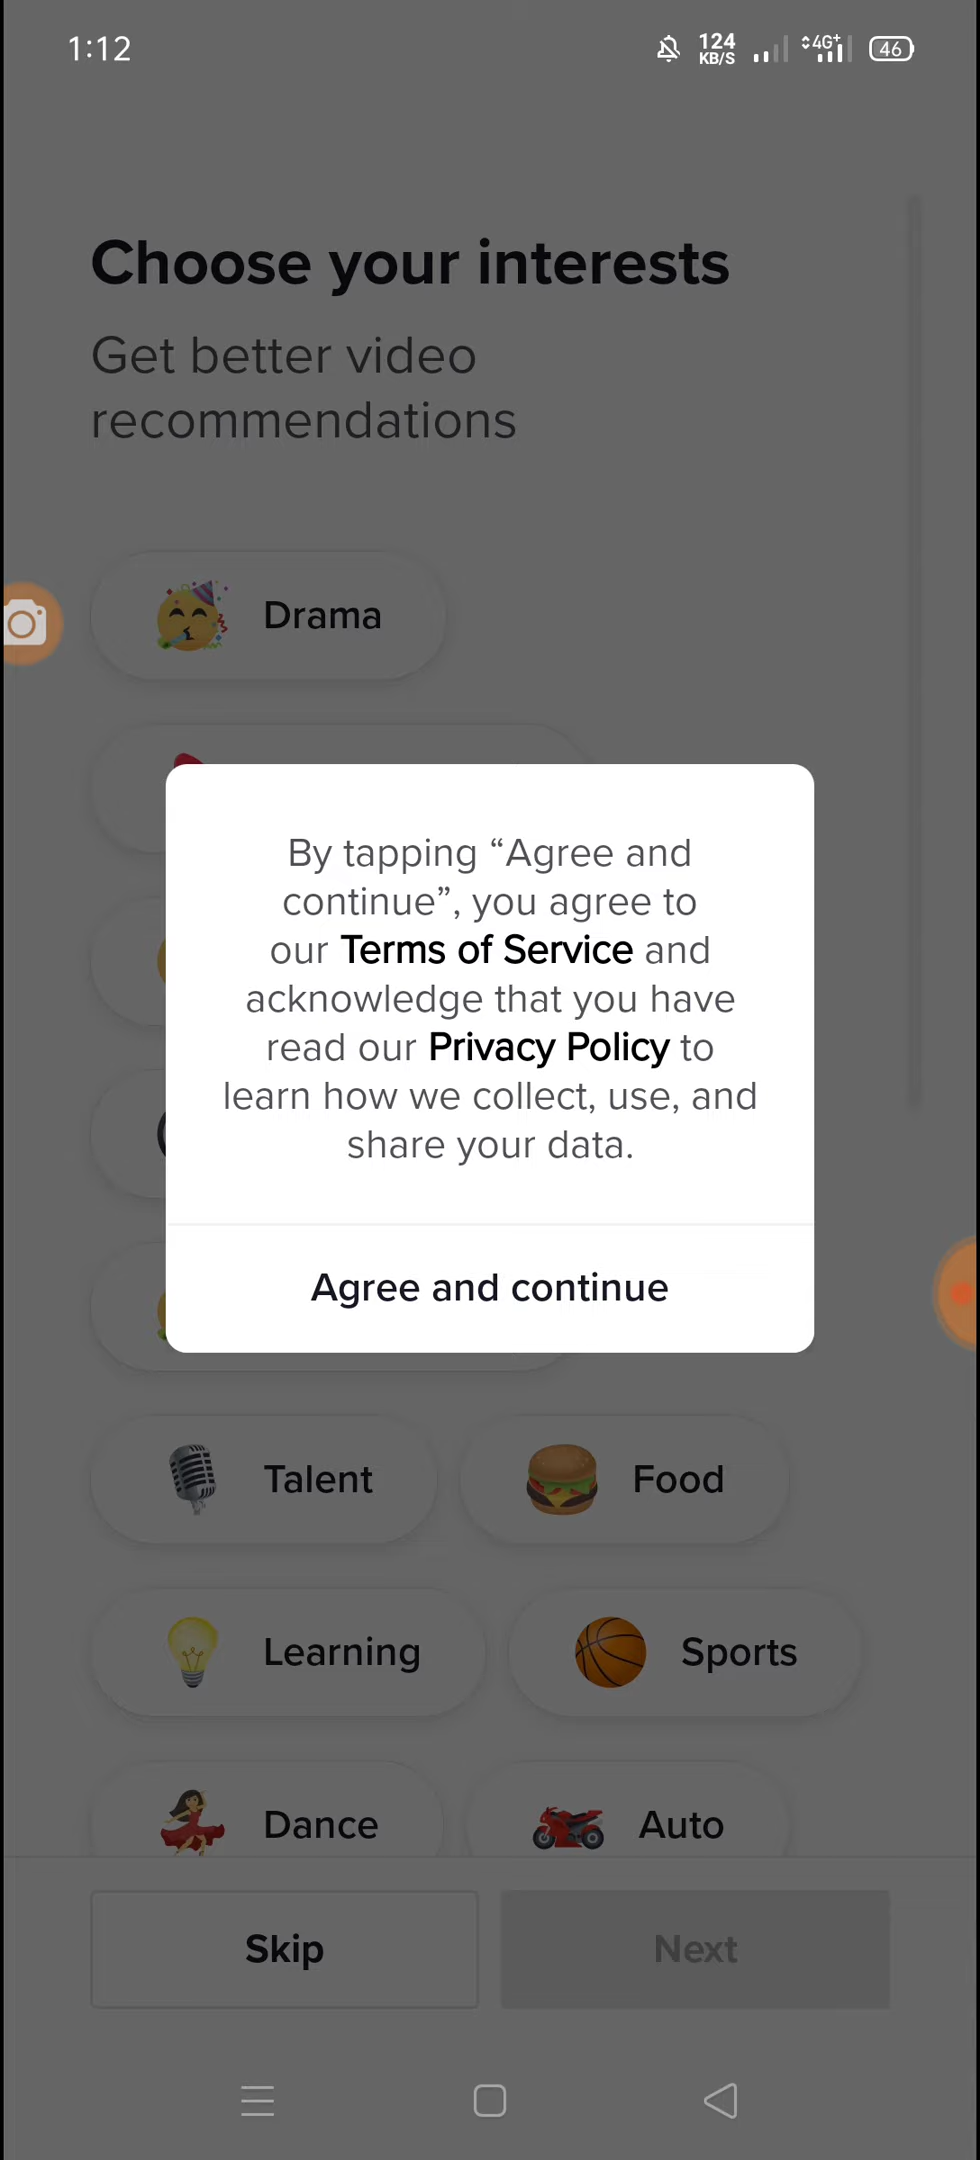 1:12
124
KB/S
4G+
46
Choose your interests
Get better video
recommendations
Drama
By tapping “Agree and
continue”, you agree to
our Terms of Service and
acknowledge that you have
read our Privacy Policy to
learn how we collect, use, and
share your data.
Agree and continue
Talent
Food
Learning
Sports
Dance
Auto
Skip
Next